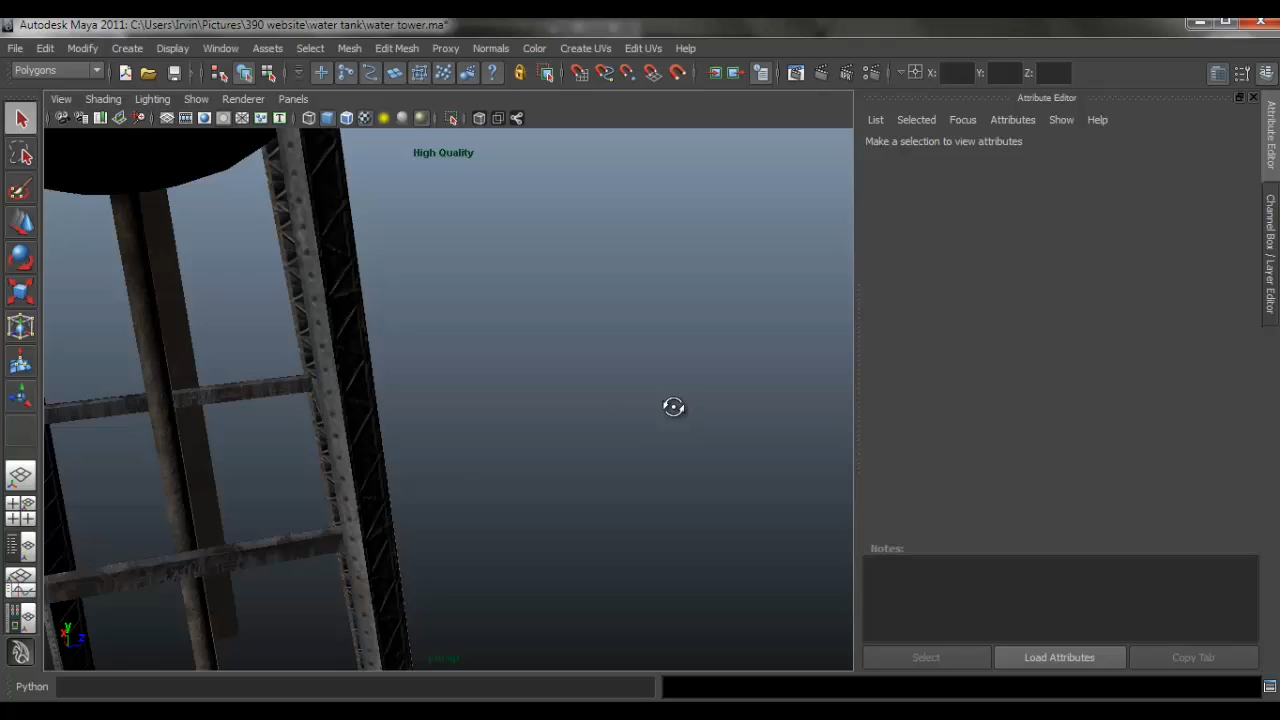 Autodesk Maya 2011: C:\Users\Irvin\Pictures\390 website\water tank\water tower.ma*
File Edit Modify Create Display Window Assets Select Mesh Edit Mesh Proxy Normals Color Create UVs Edit UVs Help
Polygons X: Y: Z:
View Shading Lighting Show Renderer Panels
High Quality
persp
Attribute Editor
List Selected Focus Attributes Show Help
Make a selection to view attributes
Notes:
Select Load Attributes Copy Tab
Attribute Editor
Channel Box / Layer Editor
Python